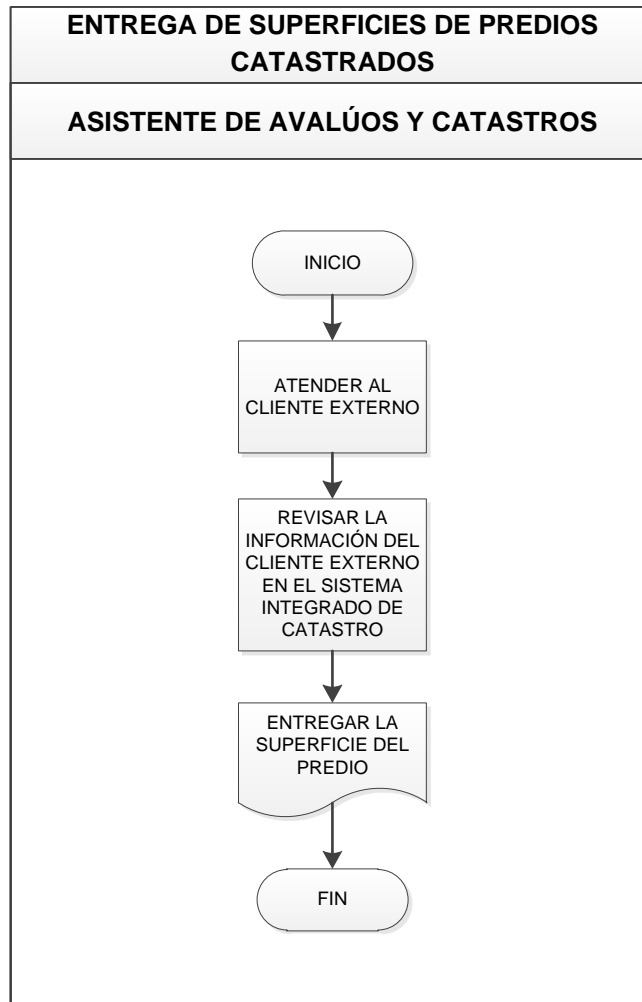 ENTREGA DE SUPERFICIES DE PREDIOS
CATASTRADOS
ASISTENTE DE AVALÚOS Y CATASTROS
INICIO
ATENDER AL
CLIENTE EXTERNO
REVISAR LA
INFORMACIÓN DEL
CLIENTE EXTERNO
EN EL SISTEMA
INTEGRADO DE
CATASTRO
ENTREGAR LA
SUPERFICIE DEL
PREDIO
FIN